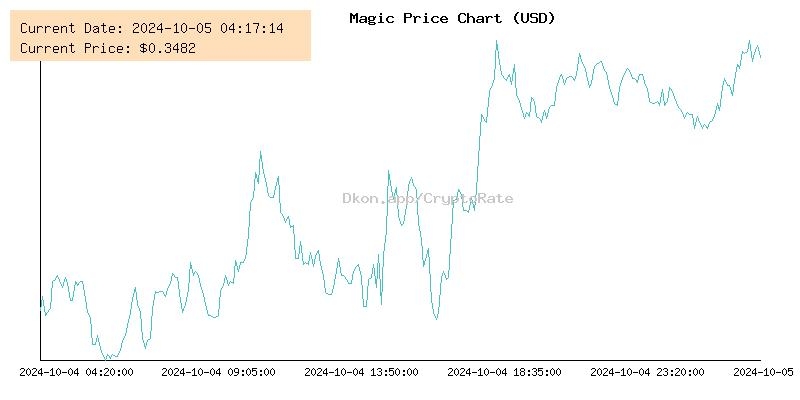 Magic Price Chart (USD)
Current Date: 2024-10-05 04:17:14
Current Price: $0.3482
Dkon.app/CryptoRate
2024-10-04 04:20:00 2024-10-04 09:05:00 2024-10-04 13:50:00 2024-10-04 18:35:00 2024-10-04 23:20:00 2024-10-05